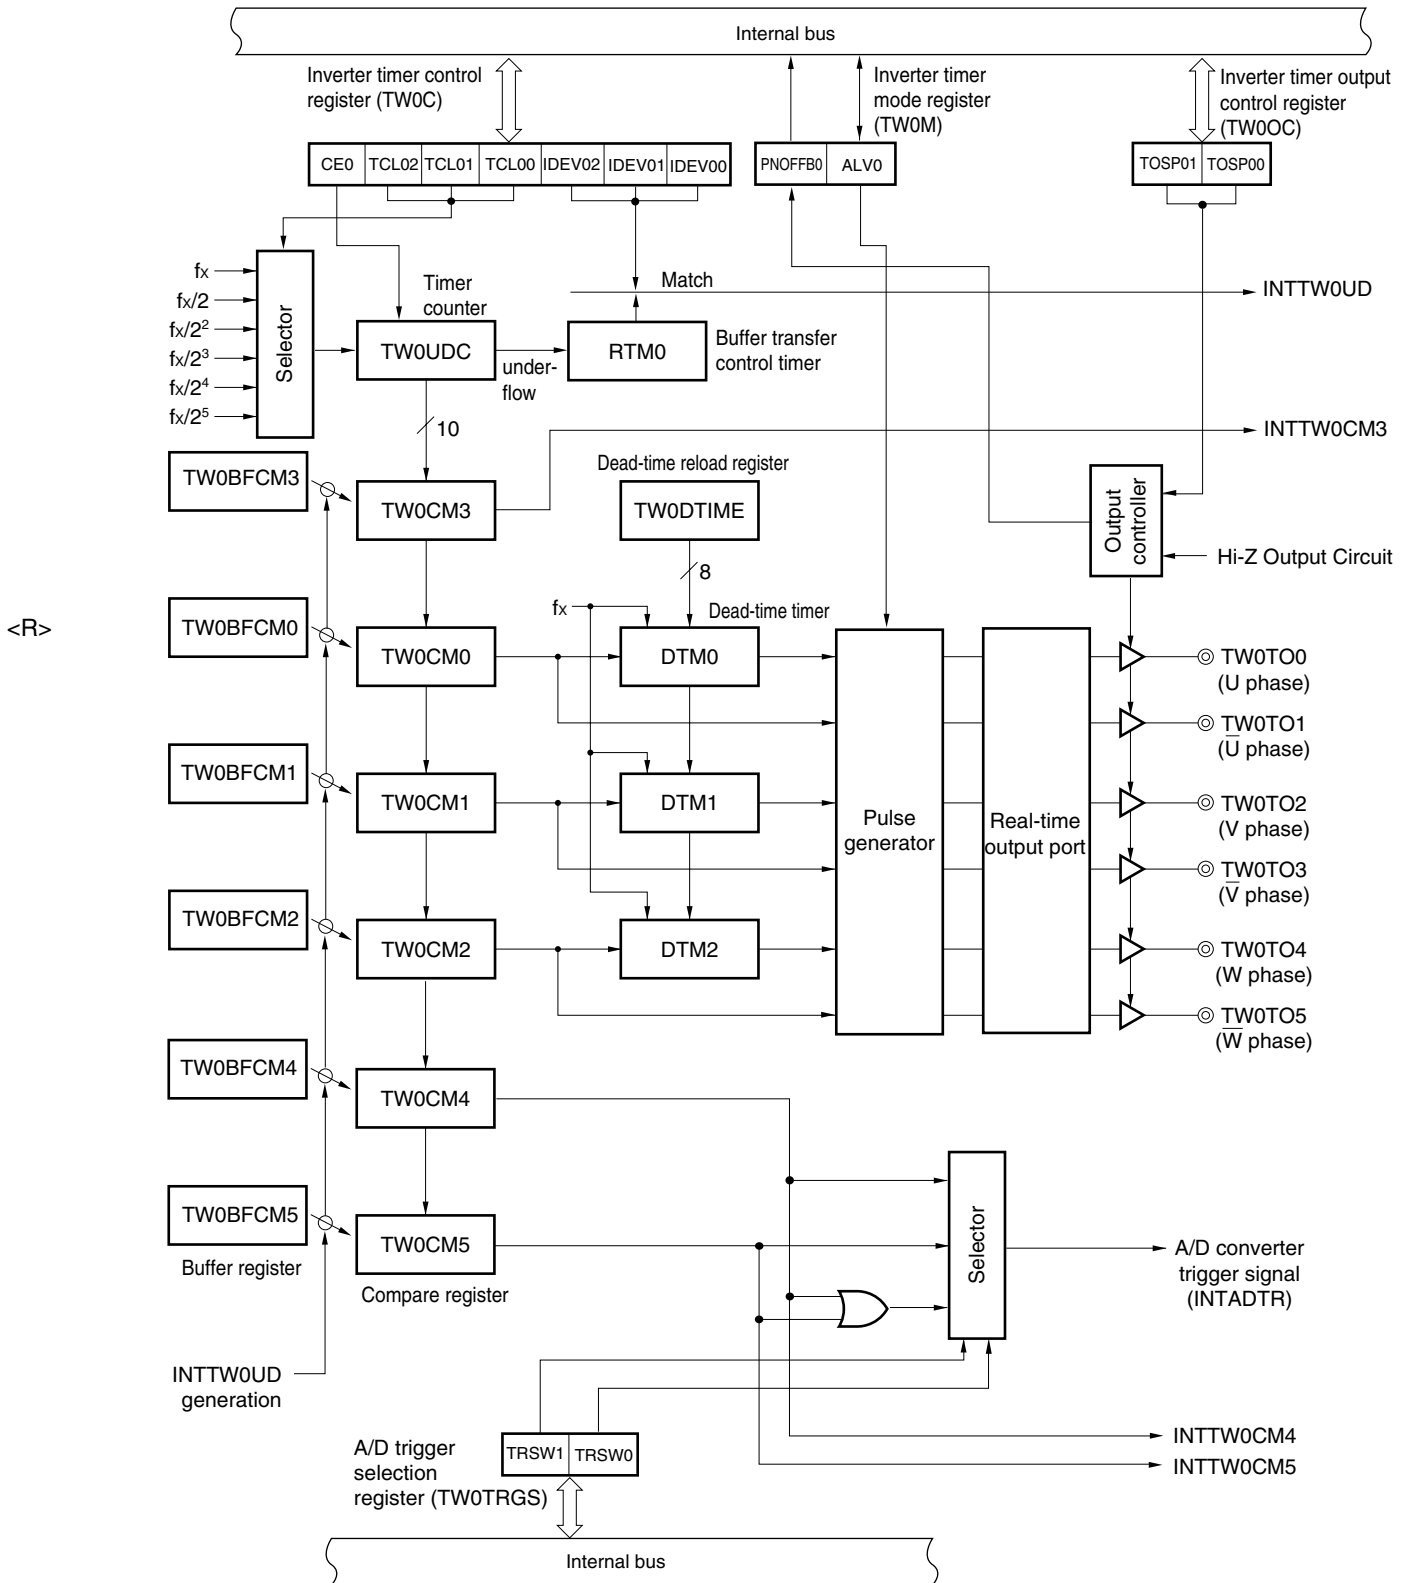 Internal bus
Inverter timer control
register (TW0C)
Inverter timer
mode register
(TW0M)
Inverter timer output
control register
(TW0OC)
CE0 TCL02 TCL01 TCL00 IDEV02 IDEV01 IDEV00
PNOFFB0 ALV0
TOSP01 TOSP00
fx
fx/2
fx/2²
fx/2³
fx/2⁴
fx/2⁵
Selector
Timer
counter
TW0UDC
under-
flow
RTM0
Match
Buffer transfer
control timer
INTTW0UD
10
INTTW0CM3
TW0BFCM3
TW0CM3
Dead-time reload register
TW0DTIME
8
Output
controller
Hi-Z Output Circuit
<R>
TW0BFCM0
TW0CM0
fx
Dead-time timer
DTM0
TW0TO0
(U phase)
TW0TO1
(U̅ phase)
TW0BFCM1
TW0CM1
DTM1
Pulse
generator
Real-time
output port
TW0TO2
(V phase)
TW0TO3
(V̅ phase)
TW0BFCM2
TW0CM2
DTM2
TW0TO4
(W phase)
TW0TO5
(W̅ phase)
TW0BFCM4
TW0CM4
TW0BFCM5
TW0CM5
Buffer register
Compare register
Selector
A/D converter
trigger signal
(INTADTR)
INTTW0UD
generation
A/D trigger
selection
register (TW0TRGS)
TRSW1 TRSW0
INTTW0CM4
INTTW0CM5
Internal bus